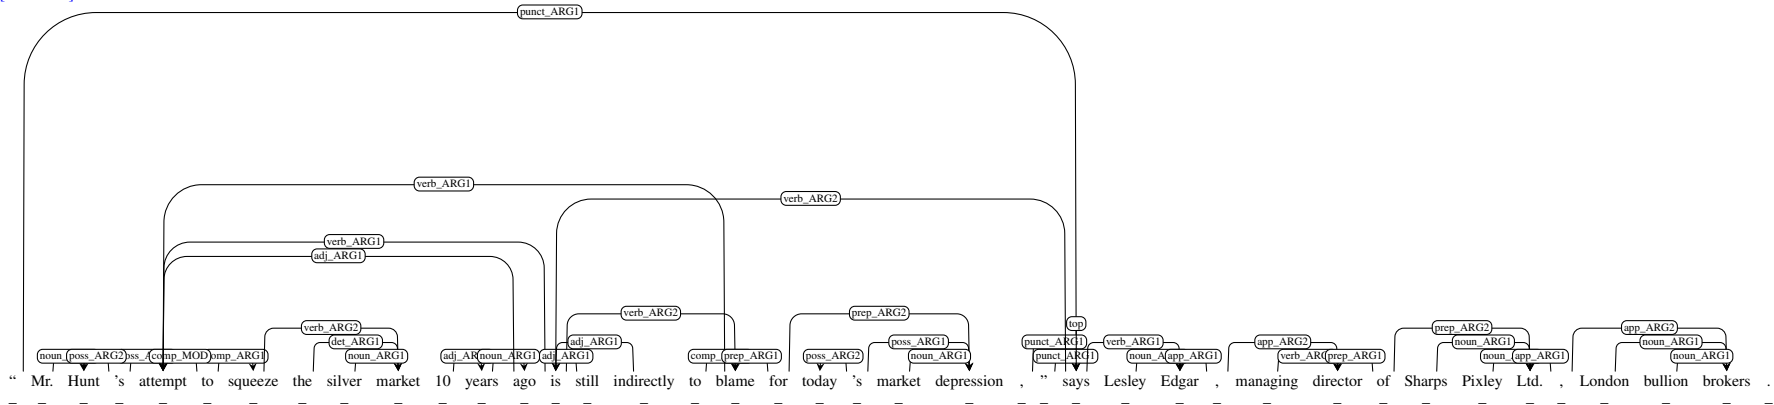 punct_ARG1
verb_ARG1
verb_ARG2
verb_ARG1
adj_ARG1
verb_ARG2 prep_ARG2 top
verb_ARG2 prep_ARG2 app_ARG2
det_ARG1 adj_ARG1 poss_ARG1 punct_ARG1 verb_ARG1 app_ARG2 noun_ARG1 noun_ARG1
poss_ARG2 comp_MOD noun_ARG1 noun_ARG1 adj_ARG1 prep_ARG1 poss_ARG2 noun_ARG1 punct_ARG1 app_ARG1 prep_ARG1 app_ARG1 noun_ARG1
“ Mr. Hunt 's attempt to squeeze the silver market 10 years ago is still indirectly to blame for today 's market depression , ” says Lesley Edgar , managing director of Sharps Pixley Ltd. , London bullion brokers .
_ _ _ _ _ _ _ _ _ _ _ _ _ _ _ _ _ _ _ _ _ _ _ _ _ _ _ _ _ _ _ _ _ _ _ _ _ _ _ _